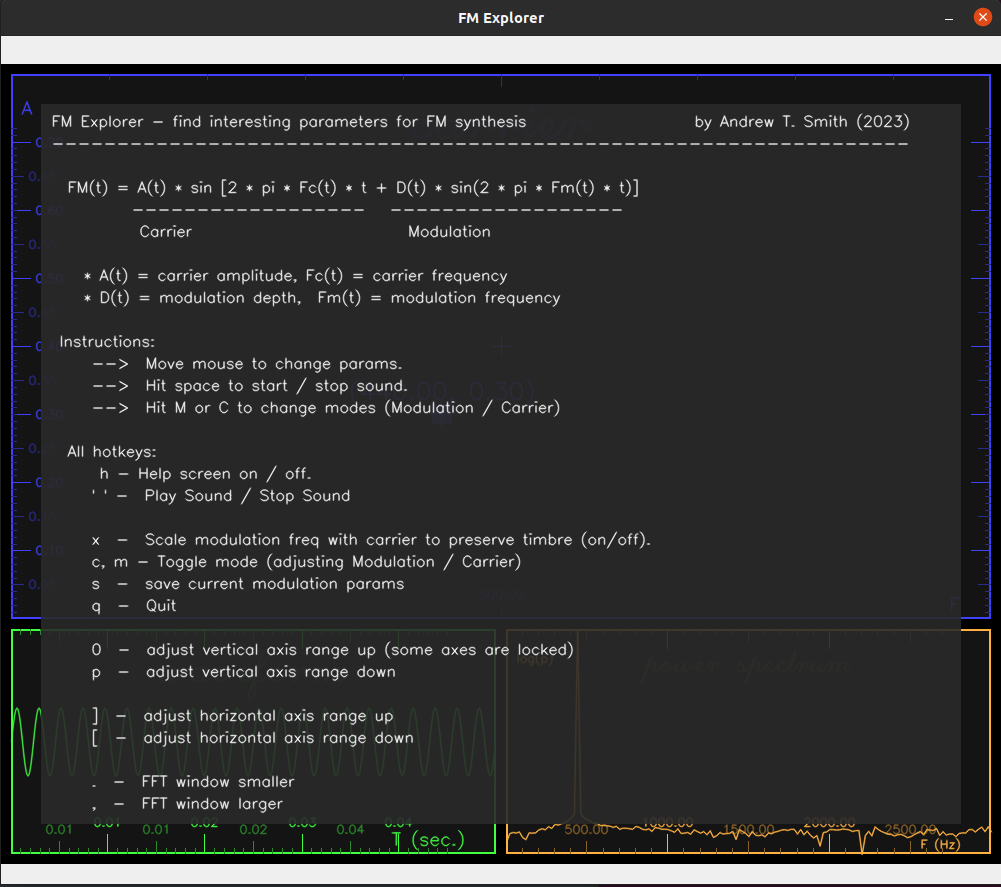 FM Explorer
A
FM Explorer - find interesting parameters for FM synthesis by Andrew T. Smith (2023)
FM(t) = A(t) * sin [2 * pi * Fc(t) * t + D(t) * sin(2 * pi * Fm(t) * t)]
Carrier Modulation
* A(t) = carrier amplitude, Fc(t) = carrier frequency
* D(t) = modulation depth, Fm(t) = modulation frequency
Instructions:
--> Move mouse to change params.
--> Hit space to start / stop sound.
--> Hit M or C to change modes (Modulation / Carrier)
All hotkeys:
h - Help screen on / off.
' ' - Play Sound / Stop Sound
x - Scale modulation freq with carrier to preserve timbre (on/off).
c, m - Toggle mode (adjusting Modulation / Carrier)
s - save current modulation params
q - Quit
0 - adjust vertical axis range up (some axes are locked)
p - adjust vertical axis range down
] - adjust horizontal axis range up
[ - adjust horizontal axis range down
. - FFT window smaller
, - FFT window larger
log(p) power spectrum
0.01 0.01 0.01 0.02 0.02 0.03 0.04 0.04
T (sec.)
500.00 1000.00 1500.00 2000.00 2500.00
F (Hz)